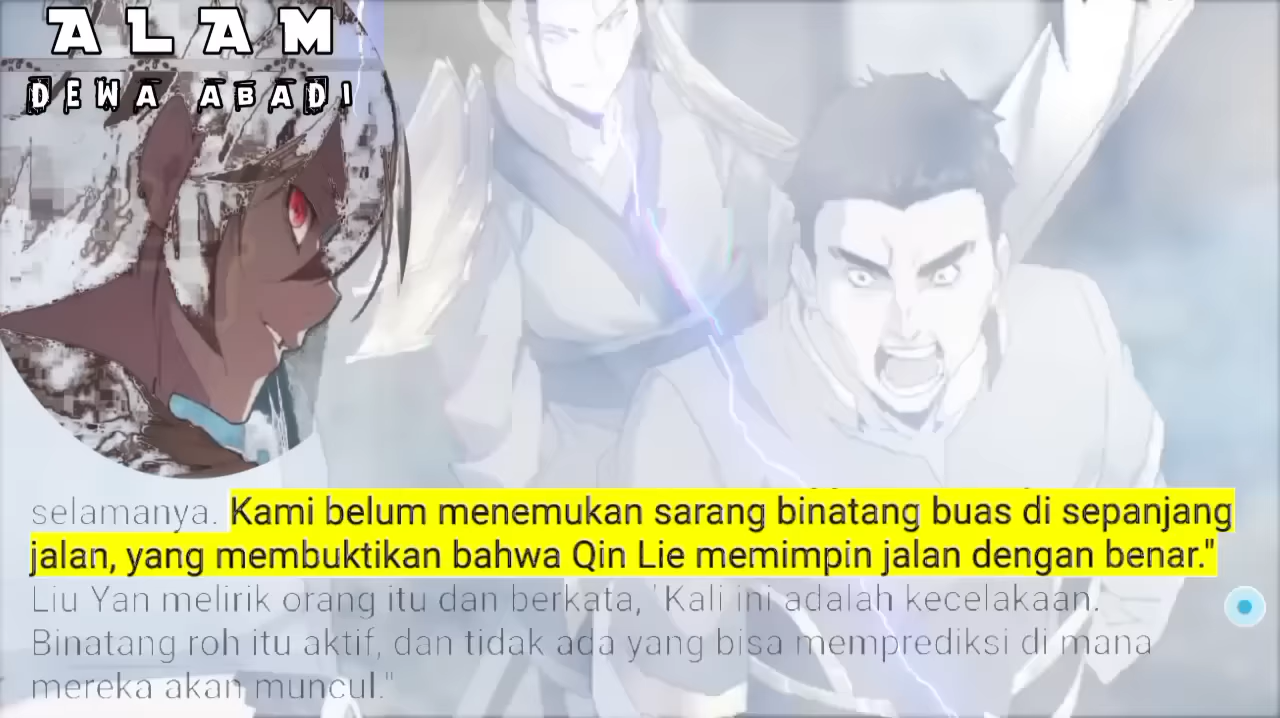 ALAM
DEWA ABADI
selamanya. Kami belum menemukan sarang binatang buas di sepanjang
jalan, yang membuktikan bahwa Qin Lie memimpin jalan dengan benar."
Liu Yan melirik orang itu dan berkata, "Kali ini adalah kecelakaan.
Binatang roh itu aktif, dan tidak ada yang bisa memprediksi di mana
mereka akan muncul."